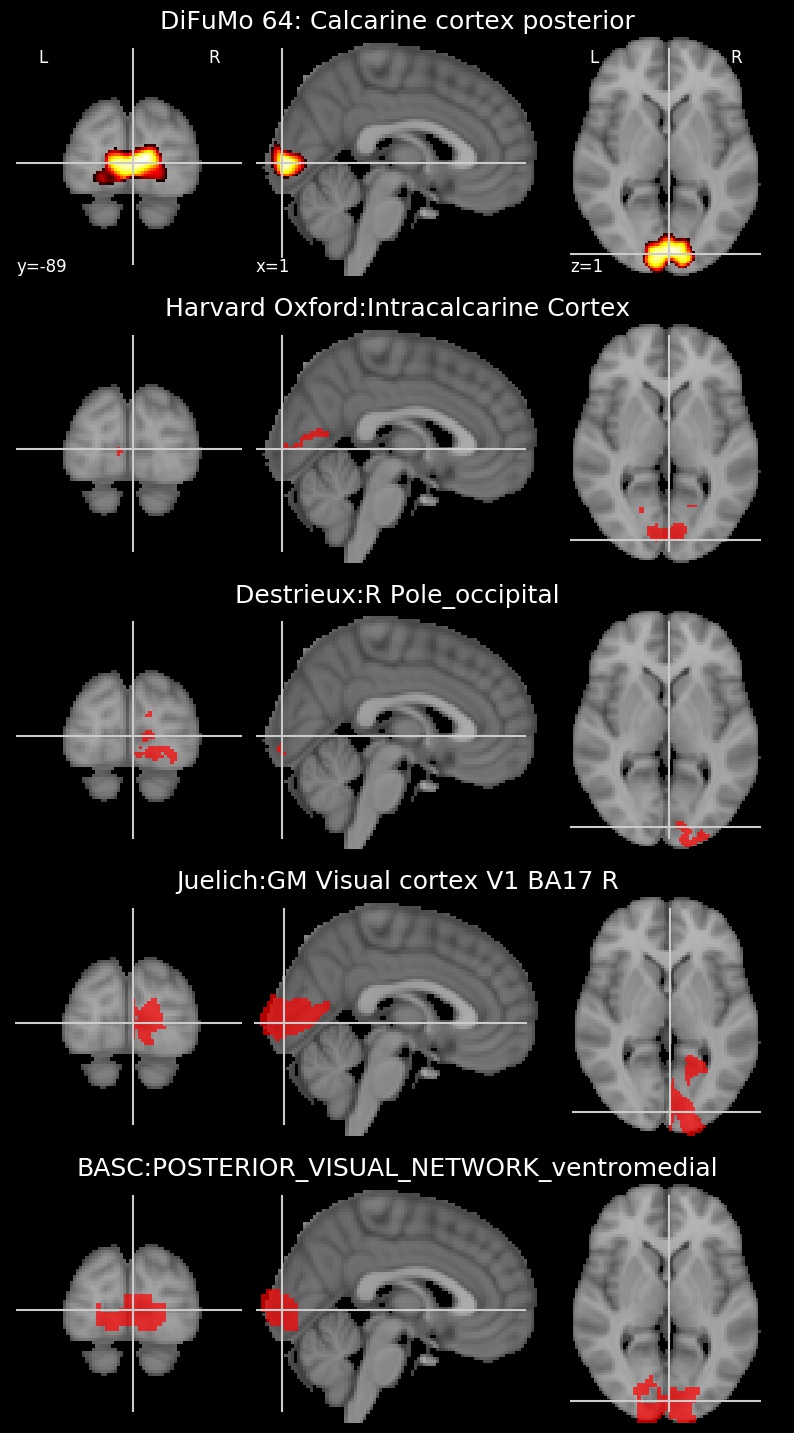 DiFuMo 64: Calcarine cortex posterior
L R L R
y=-89 x=1 z=1
Harvard Oxford:Intracalcarine Cortex
Destrieux:R Pole_occipital
Juelich:GM Visual cortex V1 BA17 R
BASC:POSTERIOR_VISUAL_NETWORK_ventromedial